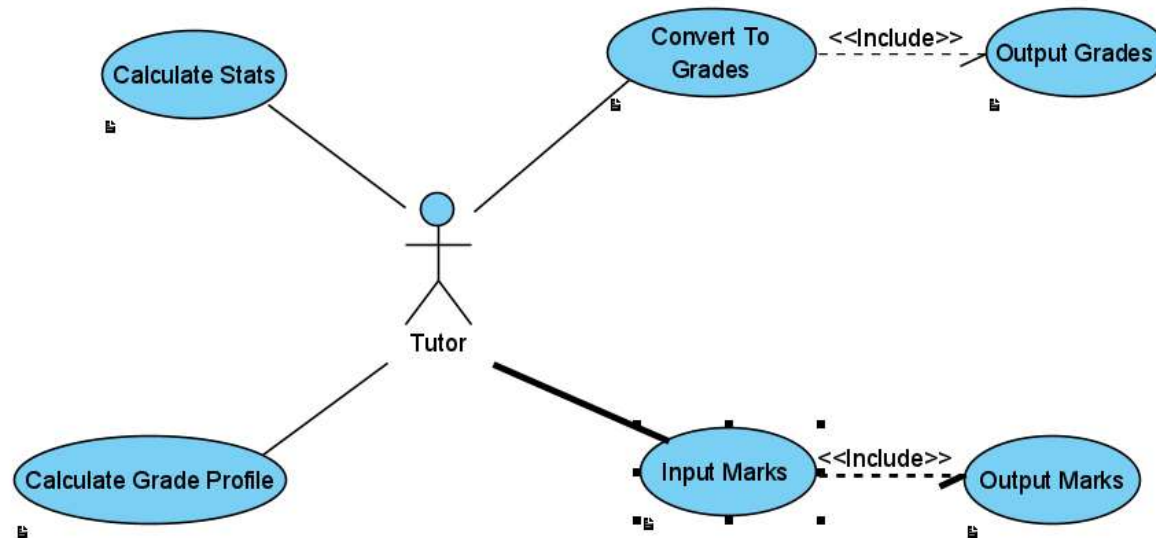 Calculate Stats
Convert To
Grades
<<Include>>
Output Grades
Tutor
Calculate Grade Profile
Input Marks
<<Include>>
Output Marks